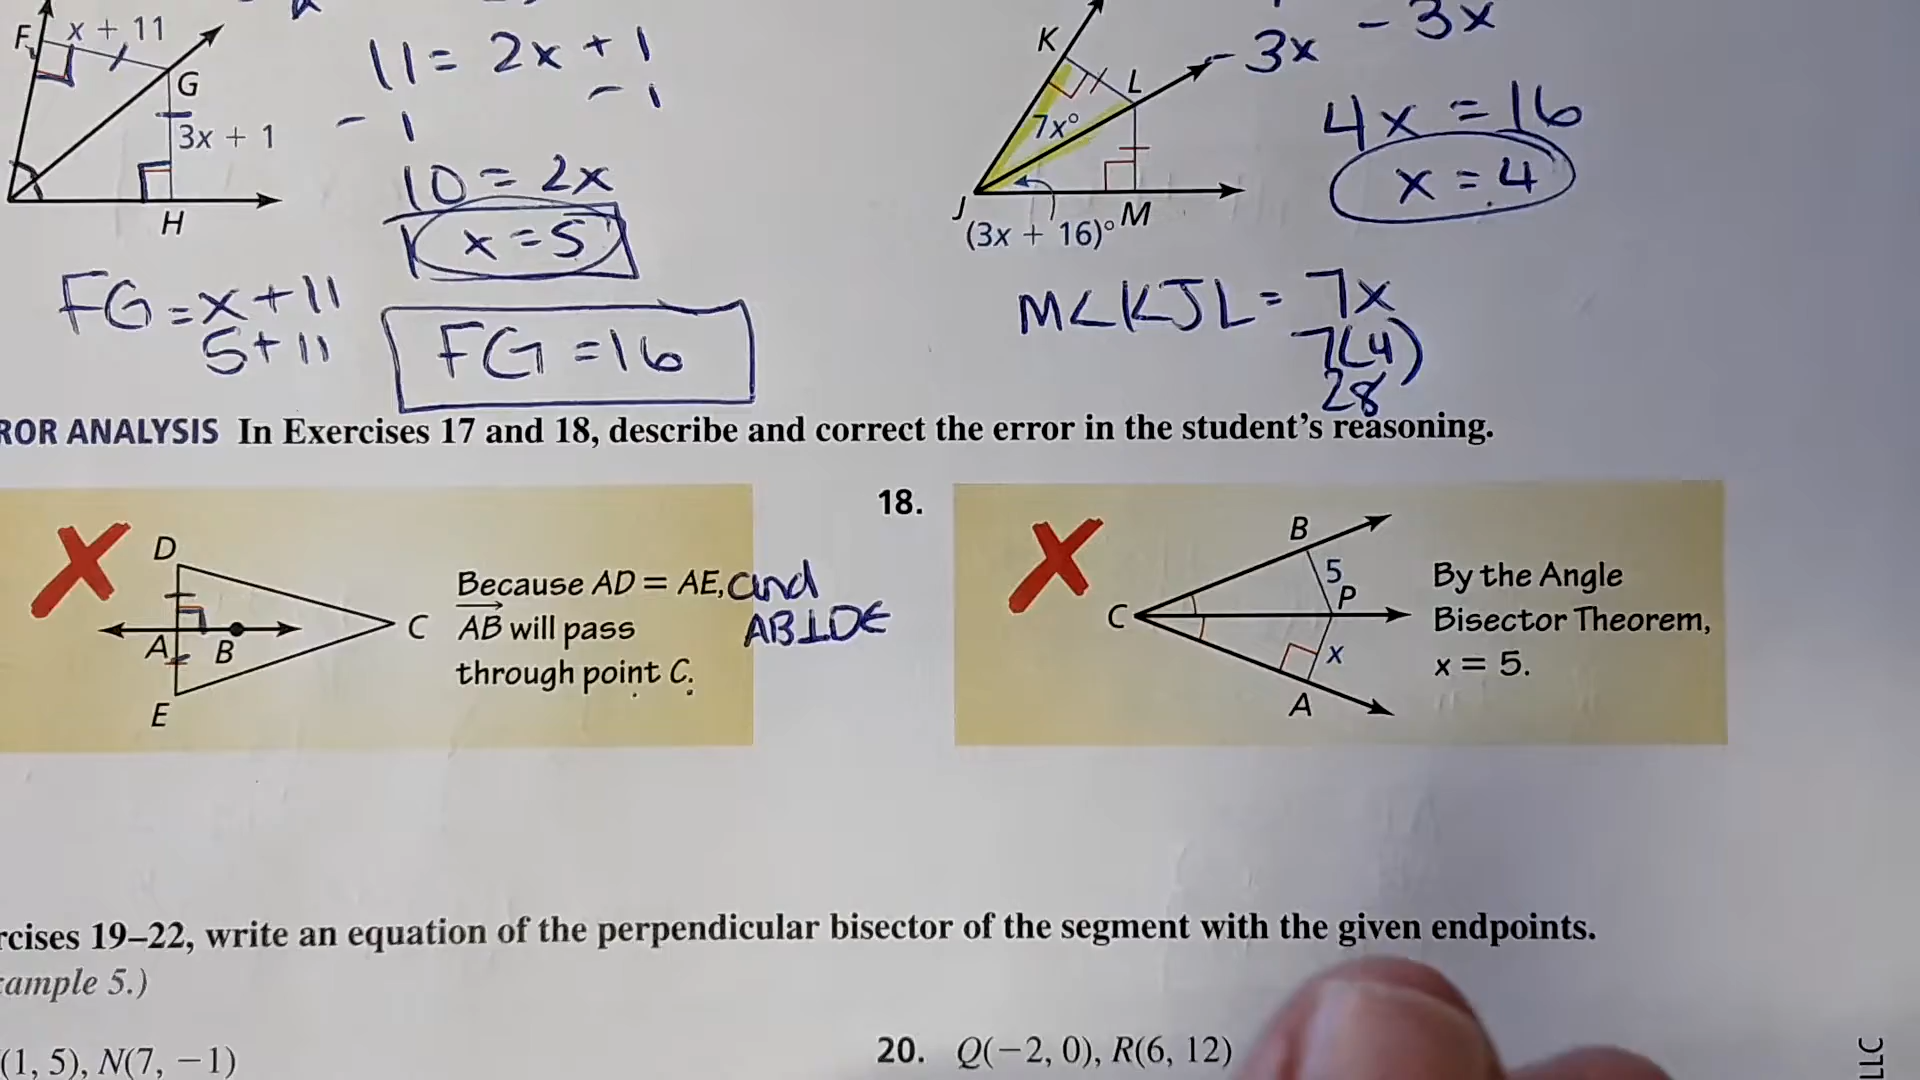 F x + 11
11 = 2x + 1
- 1
- 1
10 = 2x
x = 5
G
3x + 1
H
FG = x + 11
5 + 11
FG = 16
- 3x
- 3x
K
L
7x°
J
M
(3x + 16)°
4x = 16
x = 4
M∠KJL = 7x
7(4)
28
ROR ANALYSIS In Exercises 17 and 18, describe and correct the error in the student's reasoning.
D
A
B
E
C
Because AD = AE, and
AB will pass AB⊥DE
through point C.
18.
B
5
P
C
x
A
By the Angle
Bisector Theorem,
x = 5.
rcises 19–22, write an equation of the perpendicular bisector of the segment with the given endpoints.
ample 5.)
(1, 5), N(7, −1)
20. Q(−2, 0), R(6, 12)
LLC